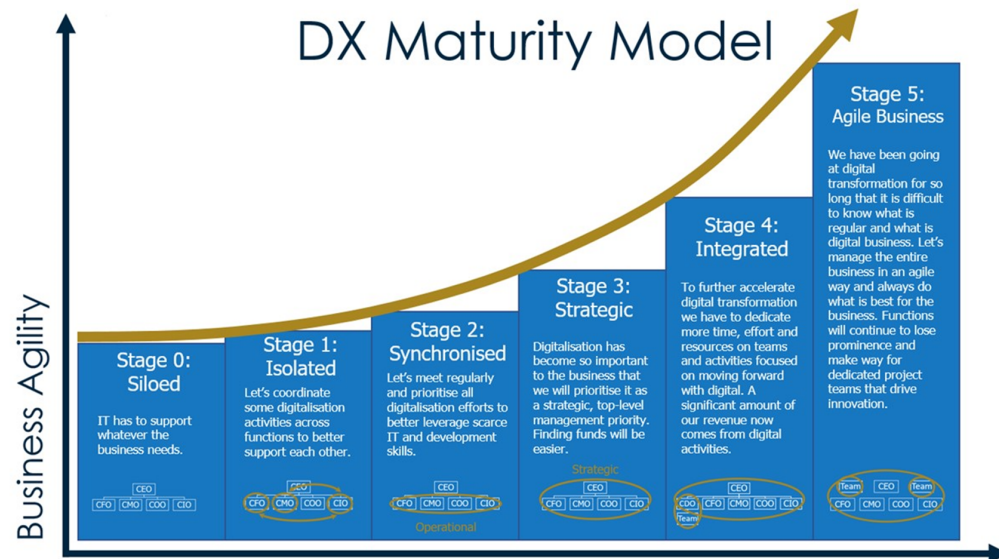 DX Maturity Model
Business Agility
Stage 0:
Siloed
IT has to support
whatever the
business needs.
CEO
CFO CMO COO CIO
Stage 1:
Isolated
Let's coordinate
some digitalisation
activities across
functions to better
support each other.
CEO
CFO CMO COO CIO
Stage 2:
Synchronised
Let's meet regularly
and prioritise all
digitalisation efforts to
better leverage scarce
IT and development
skills.
CEO
CFO CMO COO CIO
Operational
Stage 3:
Strategic
Digitalisation has
become so important
to the business that
we will prioritise it as
a strategic, top-level
management priority.
Finding funds will be
easier.
Strategic
CEO
CFO CMO COO CIO
Stage 4:
Integrated
To further accelerate
digital transformation
we have to dedicate
more time, effort and
resources on teams
and activities focused
on moving forward
with digital. A
significant amount of
our revenue now
comes from digital
activities.
CEO
CDO CFO CMO COO CIO
Team
Stage 5:
Agile Business
We have been going
at digital
transformation for so
long that it is difficult
to know what is
regular and what is
digital business. Let's
manage the entire
business in an agile
way and always do
what is best for the
business. Functions
will continue to lose
prominence and
make way for
dedicated project
teams that drive
innovation.
Team CEO Team
CFO CMO COO CIO